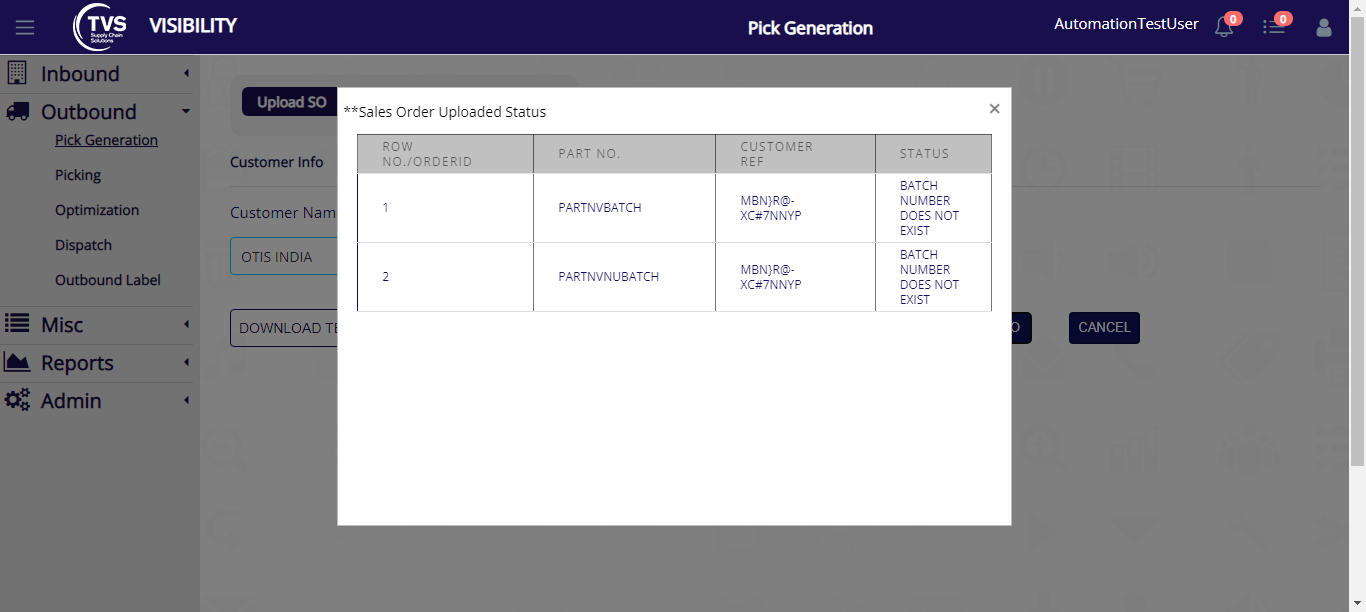 TVS
Supply Chain
Solutions
VISIBILITY
Pick Generation
AutomationTestUser
0
0
Inbound
Outbound
Pick Generation
Picking
Optimization
Dispatch
Outbound Label
Misc
Reports
Admin
Upload SO
Customer Info
Customer Nam
OTIS INDIA
DOWNLOAD TE
O
CANCEL
**Sales Order Uploaded Status
×
ROW
NO./ORDERID
PART NO.
CUSTOMER
REF
STATUS
1
PARTNVBATCH
MBN}R@-
XC#7NNYP
BATCH
NUMBER
DOES NOT
EXIST
2
PARTNVNUBATCH
MBN}R@-
XC#7NNYP
BATCH
NUMBER
DOES NOT
EXIST